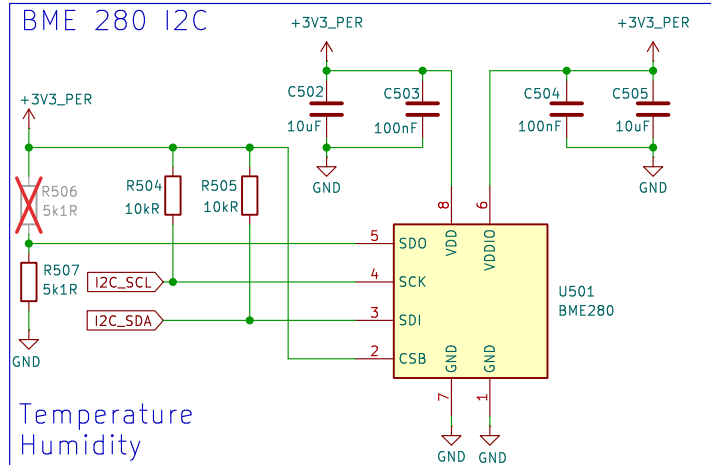 BME 280 I2C
+3V3_PER
+3V3_PER
+3V3_PER
C502
10uF
C503
100nF
C504
100nF
C505
10uF
GND
GND
R506
5k1R
R504
10kR
R505
10kR
R507
5k1R
GND
I2C_SCL
I2C_SDA
5
4
3
2
8
6
7
1
SDO
SCK
SDI
CSB
VDD
VDDIO
GND
GND
U501
BME280
GND
GND
Temperature
Humidity